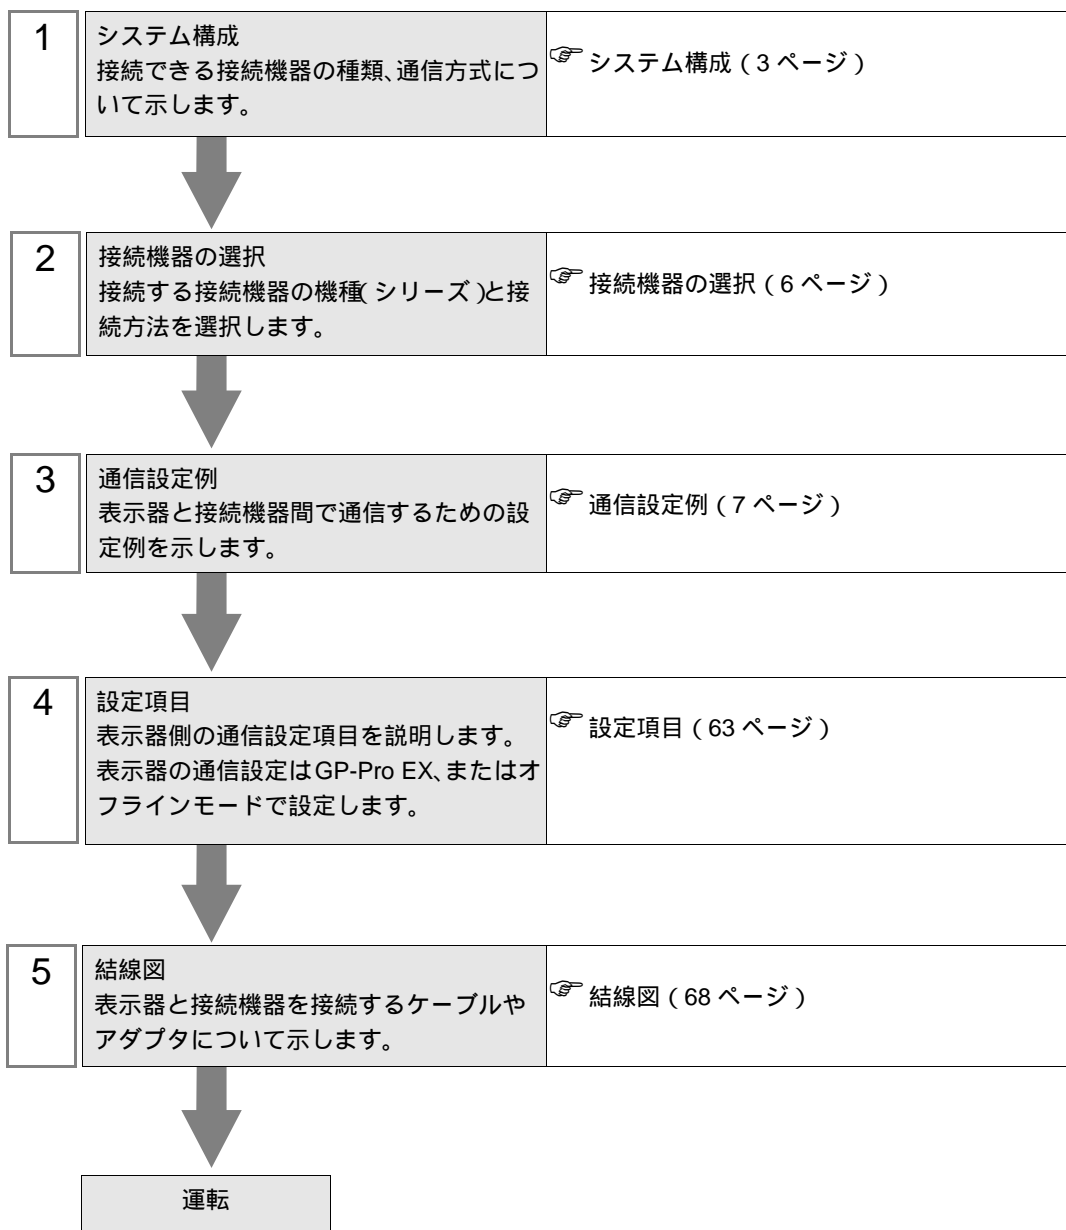 1
システム構成
接続できる接続機器の種類、通信方式につ
いて示します。
☞ システム構成（3 ページ）
2
接続機器の選択
接続する接続機器の機種（シリーズ）と接
続方法を選択します。
☞ 接続機器の選択（6 ページ）
3
通信設定例
表示器と接続機器間で通信するための設
定例を示します。
☞ 通信設定例（7 ページ）
4
設定項目
表示器側の通信設定項目を説明します。
表示器の通信設定はGP-Pro EX、またはオ
フラインモードで設定します。
☞ 設定項目（63 ページ）
5
結線図
表示器と接続機器を接続するケーブルや
アダプタについて示します。
☞ 結線図（68 ページ）
運転